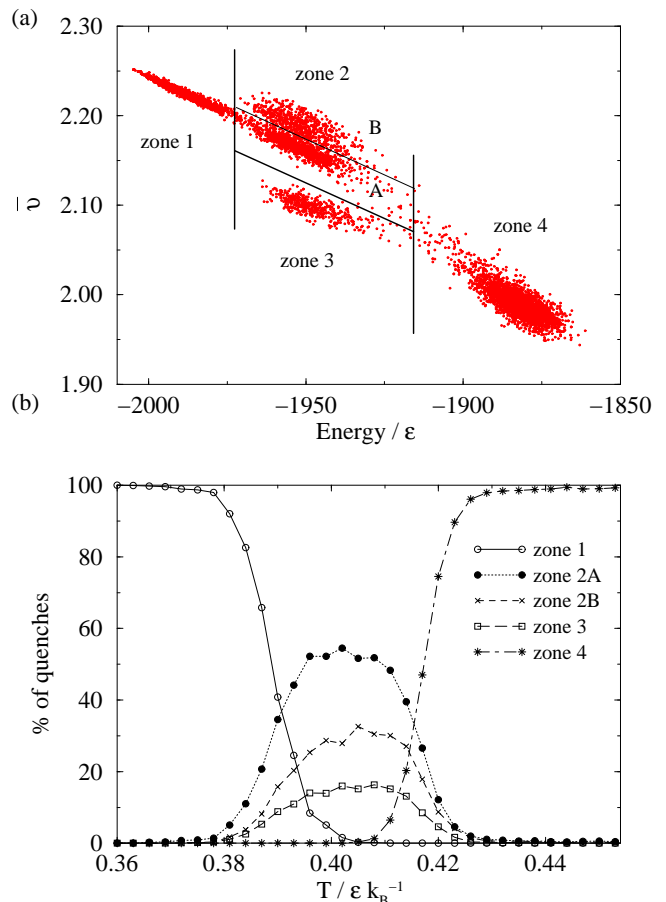 (a)
2.30
2.20
2.10
2.00
1.90
ῡ
zone 2
B
zone 1
A
zone 4
zone 3
−2000 −1950 −1900 −1850
Energy / ε
(b)
100
80
60
40
20
0
% of quenches
zone 1
zone 2A
zone 2B
zone 3
zone 4
0.36 0.38 0.40 0.42 0.44
T / ε k_B⁻¹